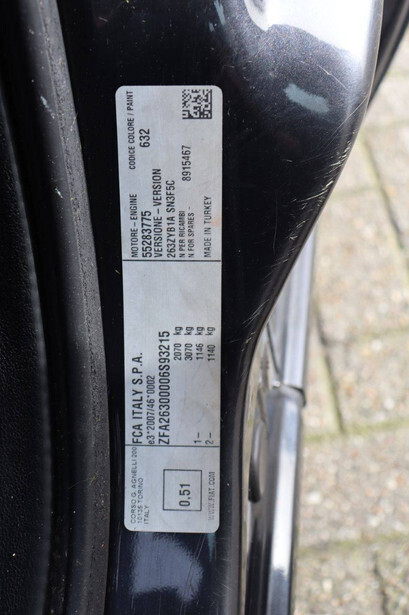 CORSO G. AGNELLI 200
10135 TORINO
ITALY
0.51
WWW.FIAT.COM
FCA ITALY S.P.A.
e3*2007/46*0002
ZFA26300006S93215
2070 kg
3070 kg
1– 1146 kg
2– 1140 kg
MOTORE - ENGINE
55283775
VERSIONE - VERSION
263ZYB1A SN3F5C
N PER RICAMBI
N FOR SPARES - 8915467
MADE IN TURKEY
CODICE COLORE / PAINT
632